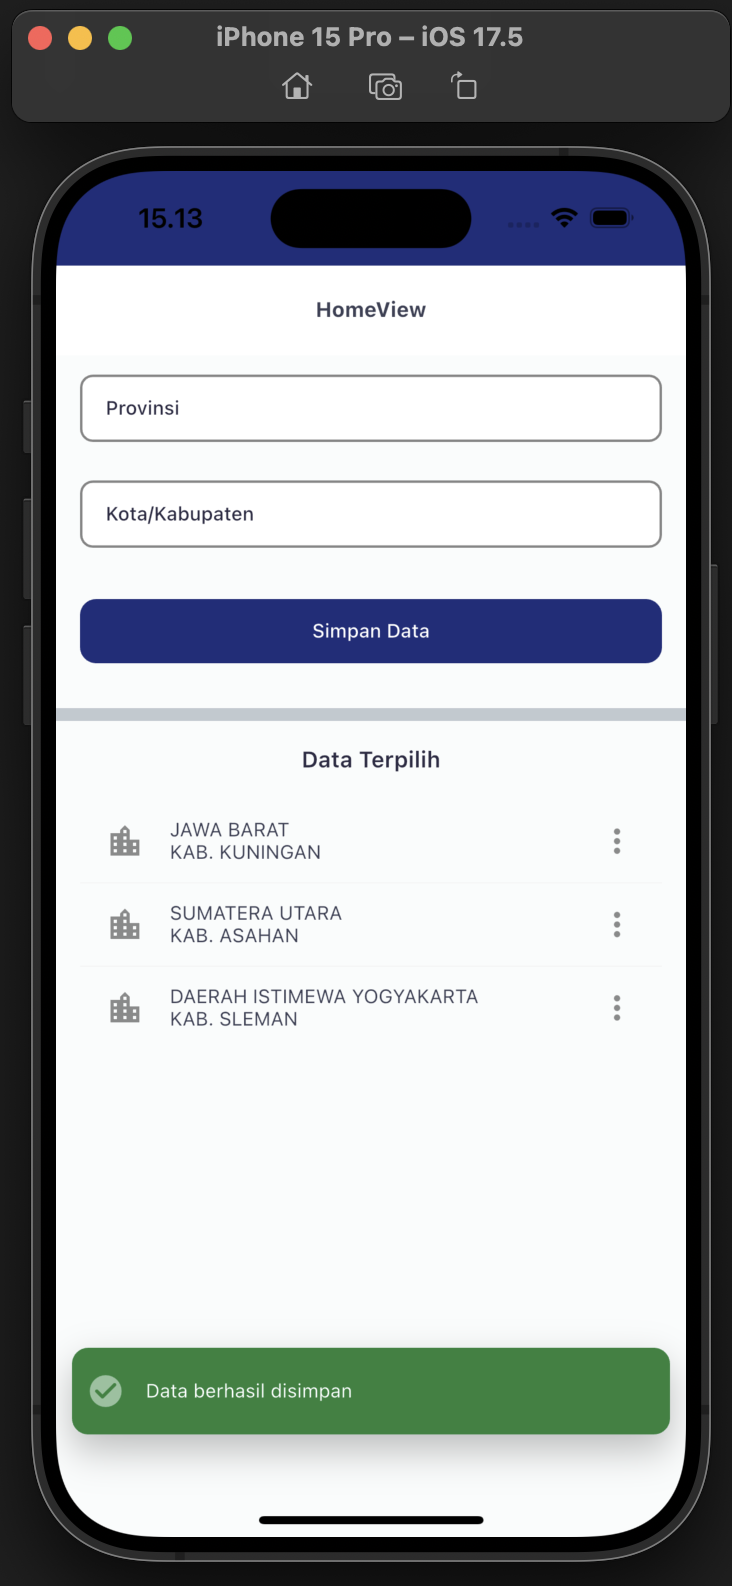 iPhone 15 Pro – iOS 17.5
15.13
HomeView
Provinsi
Kota/Kabupaten
Simpan Data
Data Terpilih
JAWA BARAT
KAB. KUNINGAN
SUMATERA UTARA
KAB. ASAHAN
DAERAH ISTIMEWA YOGYAKARTA
KAB. SLEMAN
Data berhasil disimpan